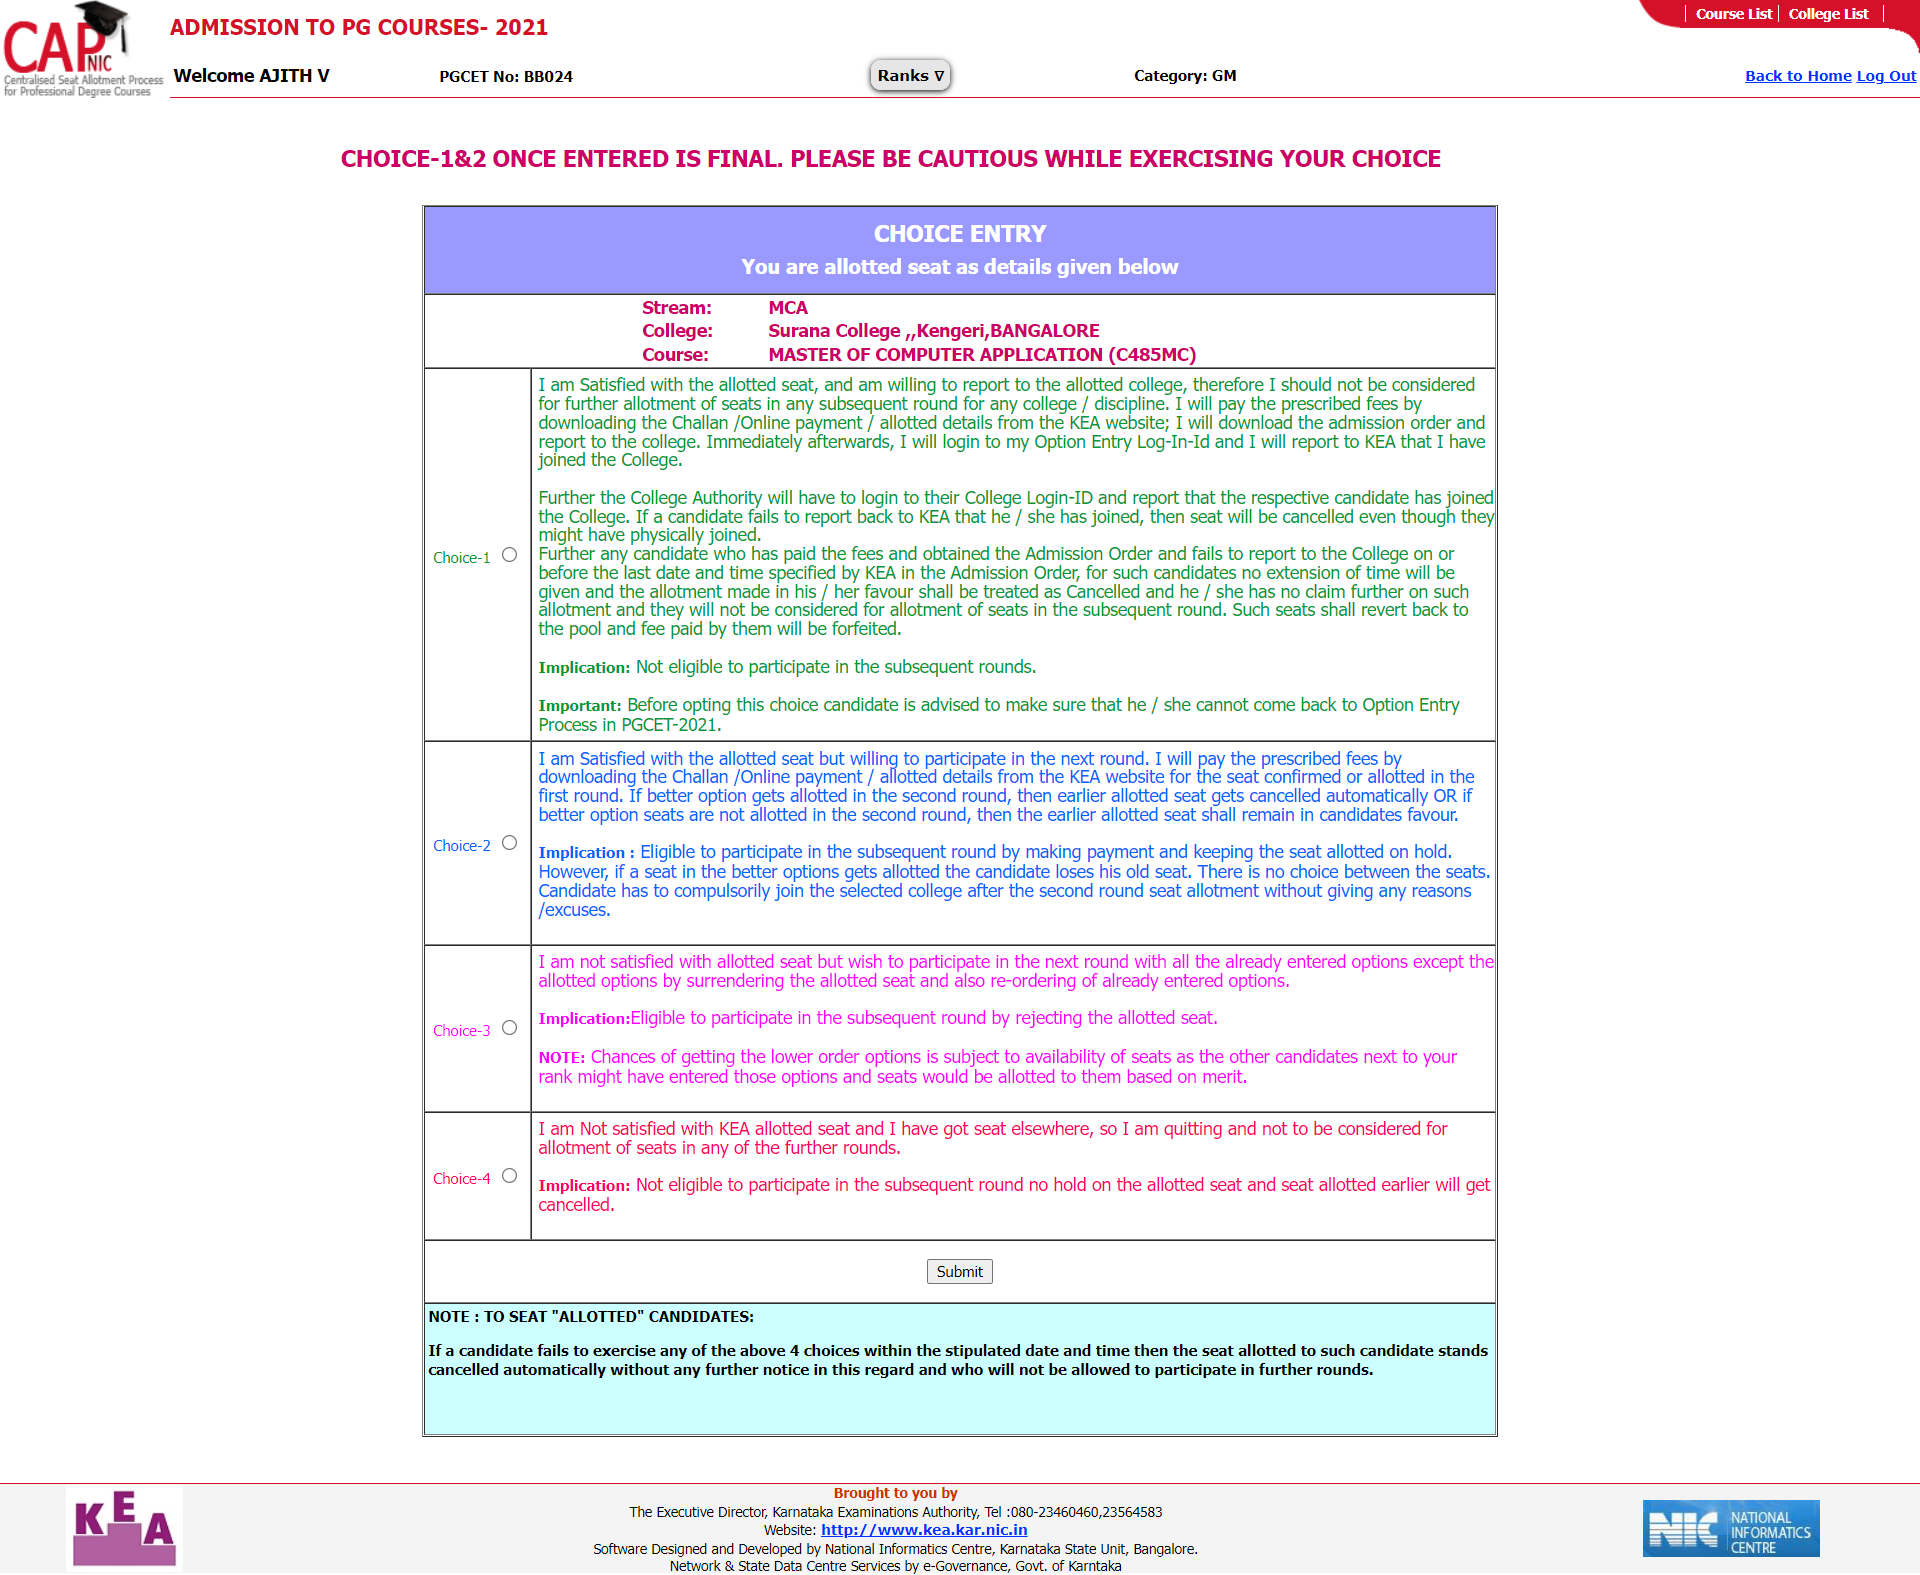 CAP NIC
Centralised Seat Allotment Process
for Professional Degree Courses
ADMISSION TO PG COURSES- 2021
Course List
College List
Welcome AJITH V
PGCET No: BB024
Ranks ∇
Category: GM
Back to Home Log Out
CHOICE-1&2 ONCE ENTERED IS FINAL. PLEASE BE CAUTIOUS WHILE EXERCISING YOUR CHOICE
CHOICE ENTRY
You are allotted seat as details given below
Stream: MCA
College: Surana College ,,Kengeri,BANGALORE
Course: MASTER OF COMPUTER APPLICATION (C485MC)
Choice-1
I am Satisfied with the allotted seat, and am willing to report to the allotted college, therefore I should not be considered
for further allotment of seats in any subsequent round for any college / discipline. I will pay the prescribed fees by
downloading the Challan /Online payment / allotted details from the KEA website; I will download the admission order and
report to the college. Immediately afterwards, I will login to my Option Entry Log-In-Id and I will report to KEA that I have
joined the College.
Further the College Authority will have to login to their College Login-ID and report that the respective candidate has joined
the College. If a candidate fails to report back to KEA that he / she has joined, then seat will be cancelled even though they
might have physically joined.
Further any candidate who has paid the fees and obtained the Admission Order and fails to report to the College on or
before the last date and time specified by KEA in the Admission Order, for such candidates no extension of time will be
given and the allotment made in his / her favour shall be treated as Cancelled and he / she has no claim further on such
allotment and they will not be considered for allotment of seats in the subsequent round. Such seats shall revert back to
the pool and fee paid by them will be forfeited.
Implication: Not eligible to participate in the subsequent rounds.
Important: Before opting this choice candidate is advised to make sure that he / she cannot come back to Option Entry
Process in PGCET-2021.
Choice-2
I am Satisfied with the allotted seat but willing to participate in the next round. I will pay the prescribed fees by
downloading the Challan /Online payment / allotted details from the KEA website for the seat confirmed or allotted in the
first round. If better option gets allotted in the second round, then earlier allotted seat gets cancelled automatically OR if
better option seats are not allotted in the second round, then the earlier allotted seat shall remain in candidates favour.
Implication : Eligible to participate in the subsequent round by making payment and keeping the seat allotted on hold.
However, if a seat in the better options gets allotted the candidate loses his old seat. There is no choice between the seats.
Candidate has to compulsorily join the selected college after the second round seat allotment without giving any reasons
/excuses.
Choice-3
I am not satisfied with allotted seat but wish to participate in the next round with all the already entered options except the
allotted options by surrendering the allotted seat and also re-ordering of already entered options.
Implication:Eligible to participate in the subsequent round by rejecting the allotted seat.
NOTE: Chances of getting the lower order options is subject to availability of seats as the other candidates next to your
rank might have entered those options and seats would be allotted to them based on merit.
Choice-4
I am Not satisfied with KEA allotted seat and I have got seat elsewhere, so I am quitting and not to be considered for
allotment of seats in any of the further rounds.
Implication: Not eligible to participate in the subsequent round no hold on the allotted seat and seat allotted earlier will get
cancelled.
Submit
NOTE : TO SEAT "ALLOTTED" CANDIDATES:
If a candidate fails to exercise any of the above 4 choices within the stipulated date and time then the seat allotted to such candidate stands
cancelled automatically without any further notice in this regard and who will not be allowed to participate in further rounds.
KEA
Brought to you by
The Executive Director, Karnataka Examinations Authority, Tel :080-23460460,23564583
Website: http://www.kea.kar.nic.in
Software Designed and Developed by National Informatics Centre, Karnataka State Unit, Bangalore.
Network & State Data Centre Services by e-Governance, Govt. of Karntaka
NIC
NATIONAL
INFORMATICS
CENTRE